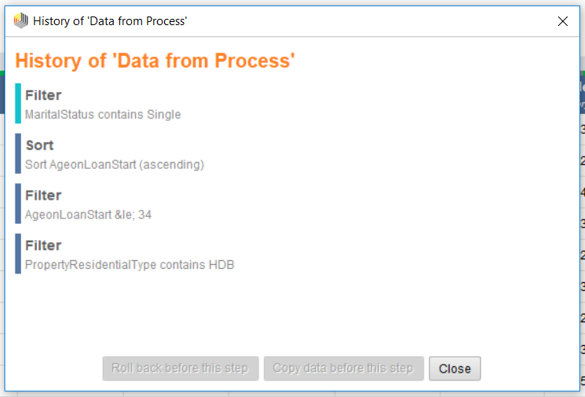 History of 'Data from Process'
History of 'Data from Process'
Filter
MaritalStatus contains Single
Sort
Sort AgeonLoanStart (ascending)
Filter
AgeonLoanStart &le; 34
Filter
PropertyResidentialType contains HDB
Roll back before this step
Copy data before this step
Close